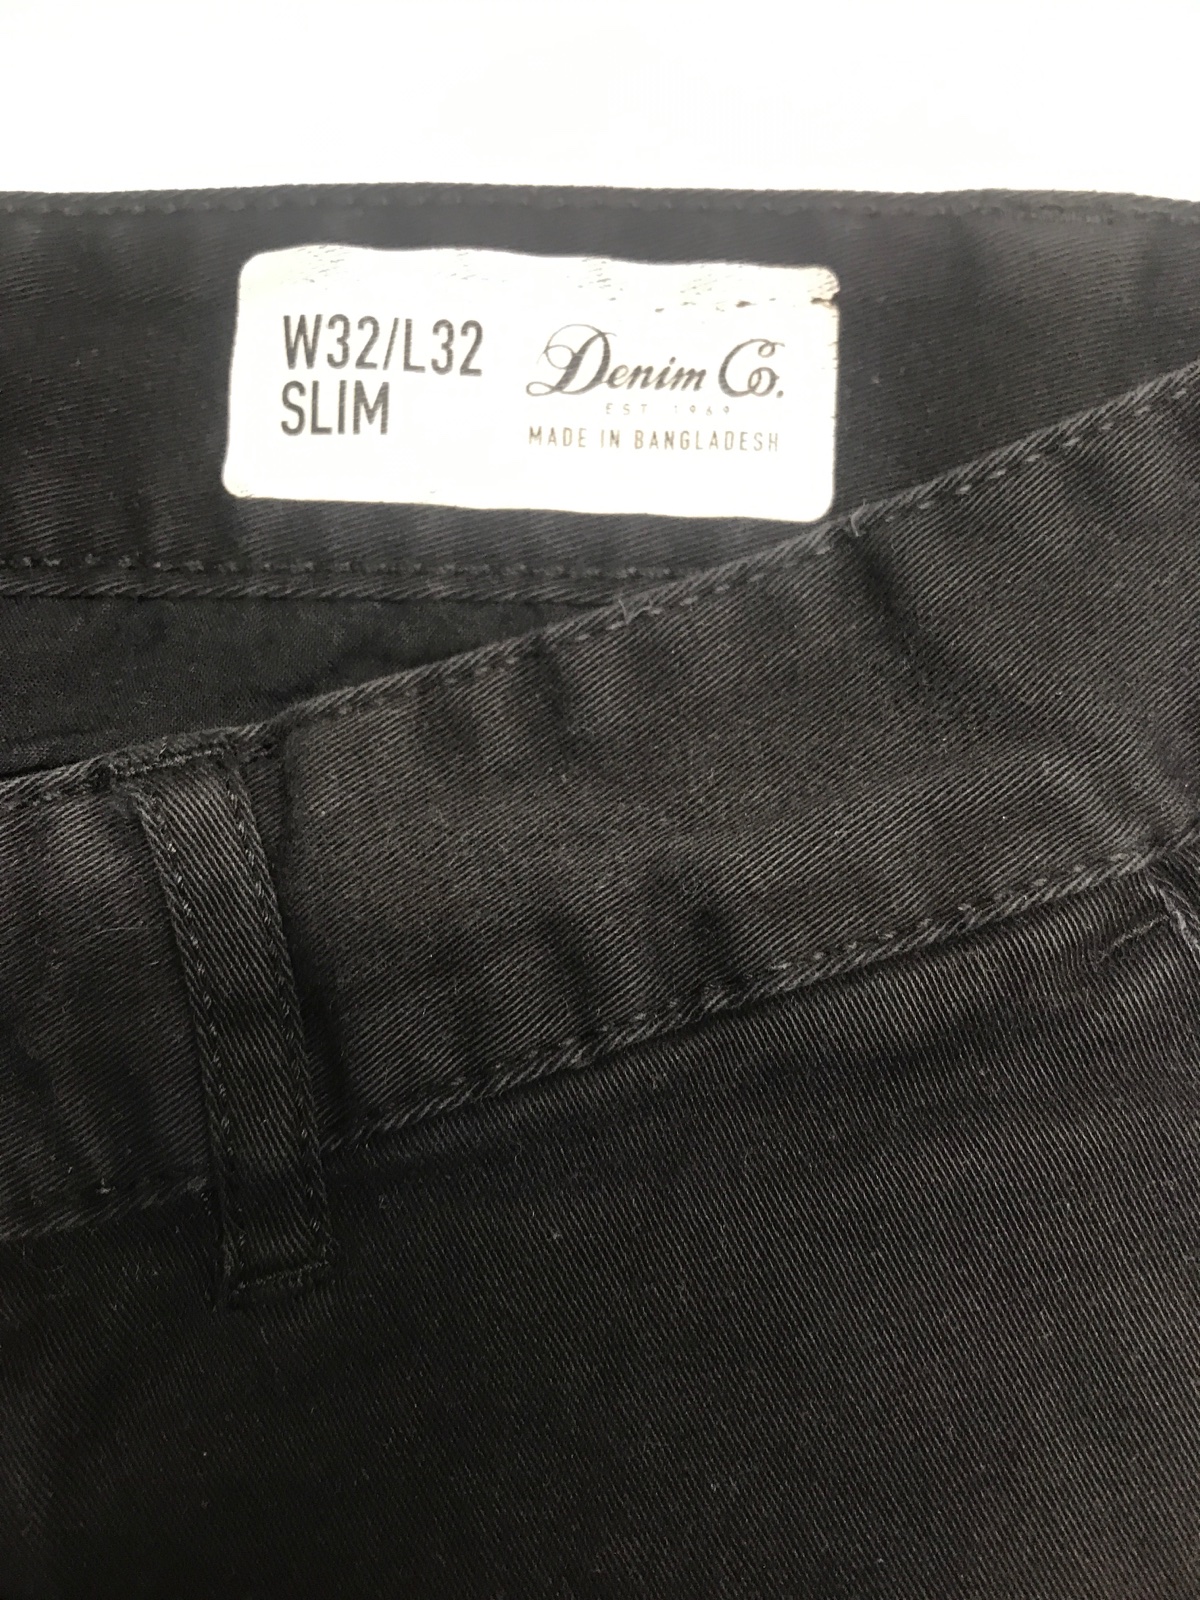 W32/L32
SLIM
Denim Co.
EST 1969
MADE IN BANGLADESH